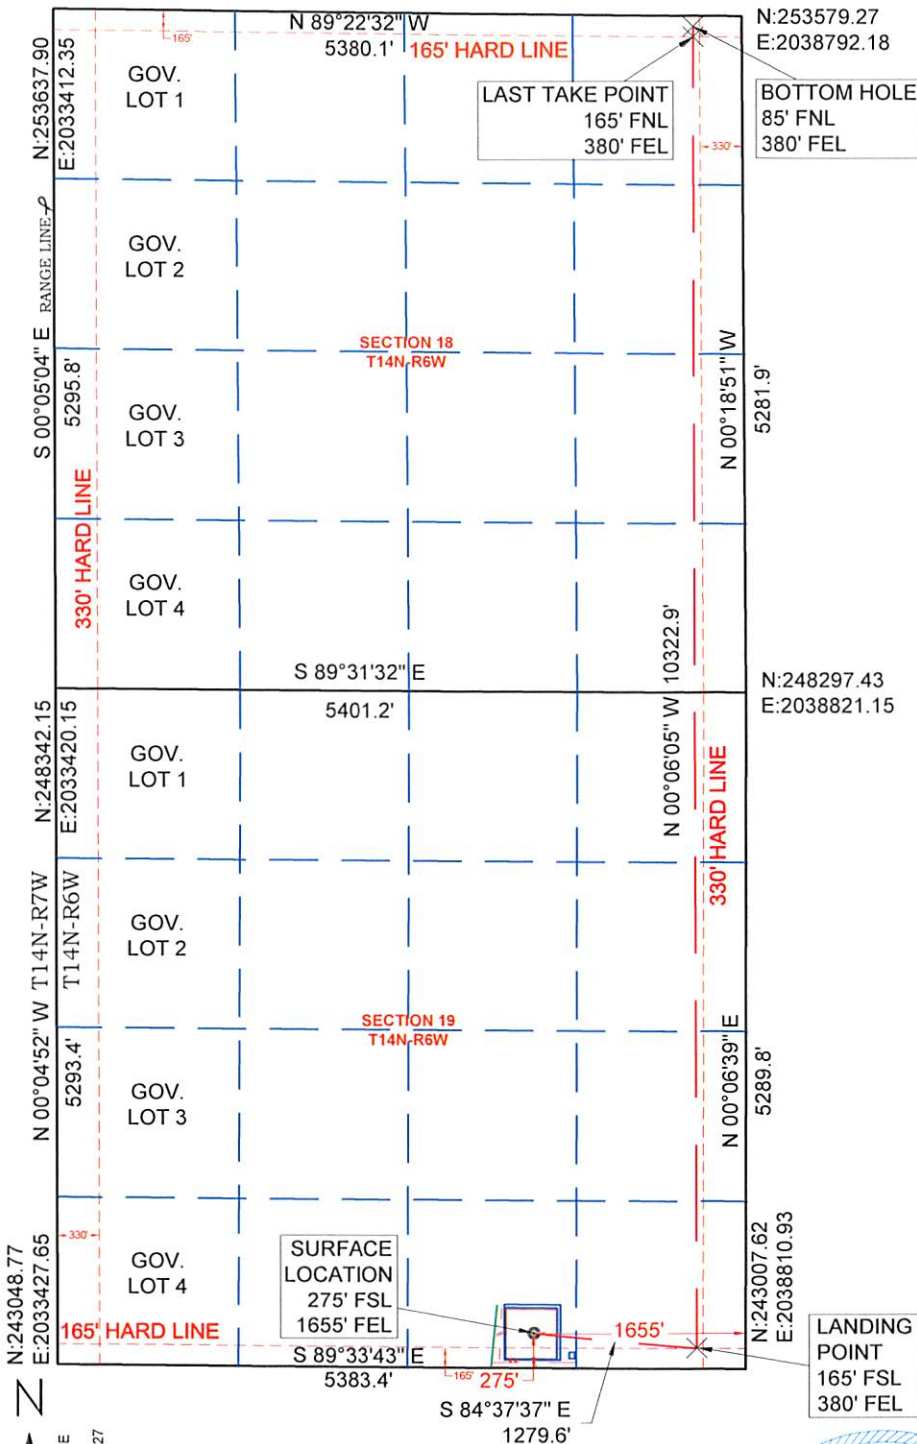 N 89°22'32" W
5380.1'
165'
165' HARD LINE
N:253579.27
E:2038792.18
N:253637.90
E:2033412.35
GOV.
LOT 1
LAST TAKE POINT
165' FNL
380' FEL
BOTTOM HOLE
85' FNL
380' FEL
330'
RANGE LINE
GOV.
LOT 2
S 00°05'04" E
5295.8'
SECTION 18
T14N-R6W
N 00°18'51" W
5281.9'
GOV.
LOT 3
330' HARD LINE
GOV.
LOT 4
S 89°31'32" E
5401.2'
N:248297.43
E:2038821.15
N:248342.15
E:2033420.15
GOV.
LOT 1
N 00°06'05" W 10322.9'
330' HARD LINE
T14N-R7W
T14N-R6W
GOV.
LOT 2
SECTION 19
T14N-R6W
N 00°04'52" W
5293.4'
GOV.
LOT 3
N 00°06'39" E
5289.8'
330'
GOV.
LOT 4
SURFACE
LOCATION
275' FSL
1655' FEL
N:243048.77
E:2033427.65
165' HARD LINE
1655'
N:243007.62
E:2038810.93
LANDING
POINT
165' FSL
380' FEL
S 89°33'43" E
5383.4'
165'
275'
S 84°37'37" E
1279.6'
N
E
27